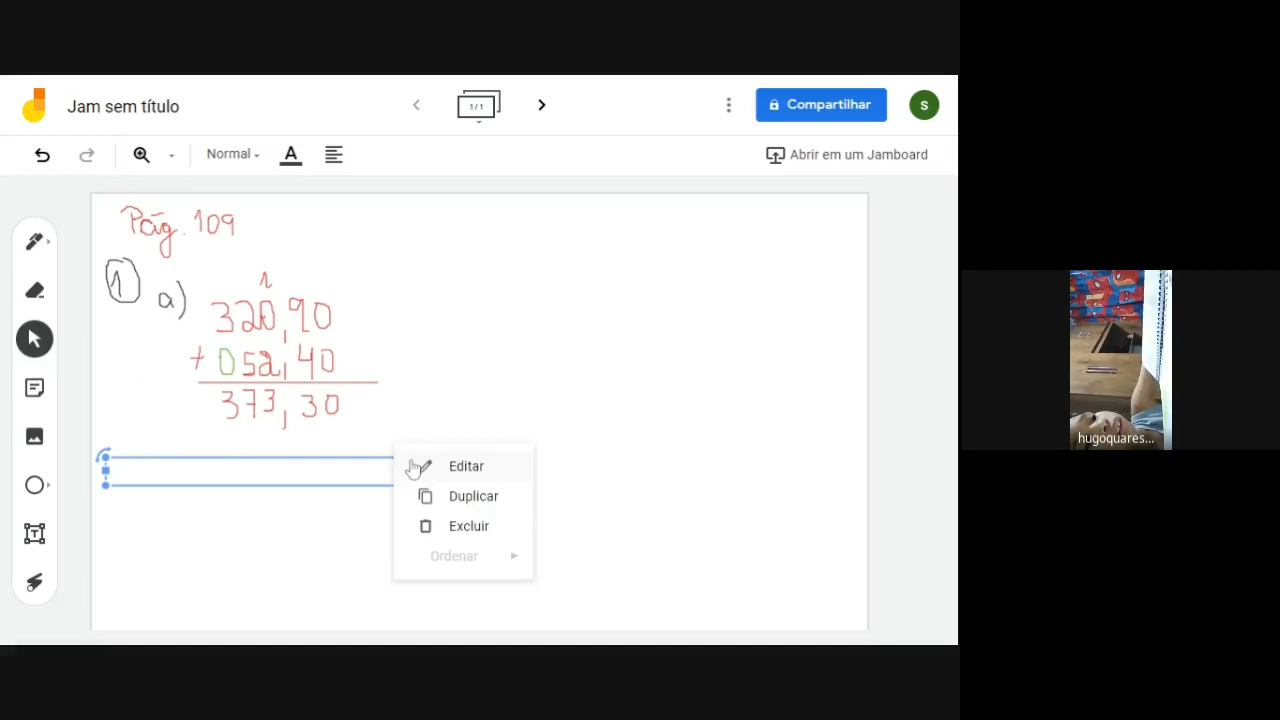 Jam sem título
1/1
Compartilhar
S
Normal
A
Abrir em um Jamboard
Pág. 109
1 a)
1
320,90
+ 052,40
373,30
Editar
Duplicar
Excluir
Ordenar
T
hugoquares...